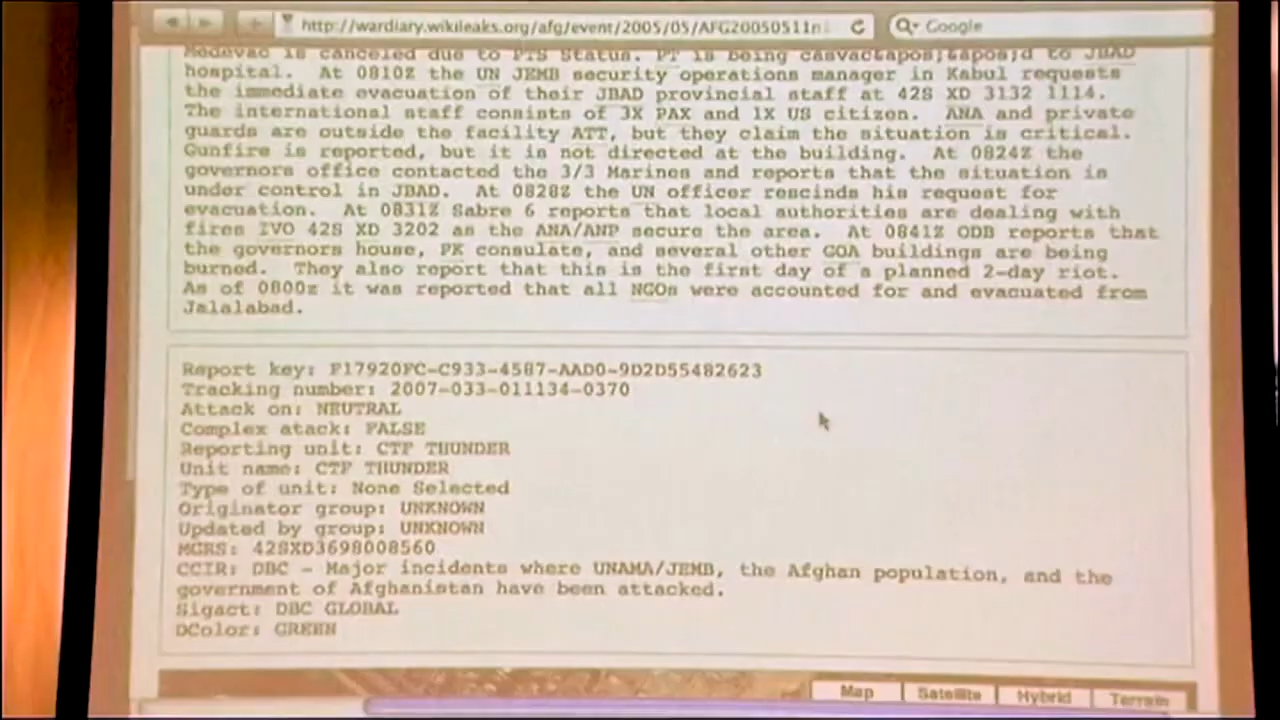 http://wardiary.wikileaks.org/afg/event/2005/05/AFG20050511n
Google
Medevac is canceled due to PTS Status. PT is being casvac&apos;t&apos;d to JBAD
hospital. At 0810Z the UN JEMB security operations manager in Kabul requests
the immediate evacuation of their JBAD provincial staff at 42S XD 3132 1114.
The international staff consists of 3X PAX and 1X US citizen. ANA and private
guards are outside the facility ATT, but they claim the situation is critical.
Gunfire is reported, but it is not directed at the building. At 0824Z the
governors office contacted the 3/3 Marines and reports that the situation is
under control in JBAD. At 0828Z the UN officer rescinds his request for
evacuation. At 0831Z Sabre 6 reports that local authorities are dealing with
fires IVO 42S XD 3202 as the ANA/ANP secure the area. At 0841Z ODB reports that
the governors house, PK consulate, and several other GOA buildings are being
burned. They also report that this is the first day of a planned 2-day riot.
As of 0800z it was reported that all NGOs were accounted for and evacuated from
Jalalabad.
Report key: F17920FC-C933-4587-AAD0-9D2D55482623
Tracking number: 2007-033-011134-0370
Attack on: NEUTRAL
Complex atack: FALSE
Reporting unit: CTF THUNDER
Unit name: CTF THUNDER
Type of unit: None Selected
Originator group: UNKNOWN
Updated by group: UNKNOWN
MGRS: 42SXD3698008560
CCIR: DBC - Major incidents where UNAMA/JEMB, the Afghan population, and the
government of Afghanistan have been attacked.
Sigact: DBC GLOBAL
DColor: GREEN
Map Satellite Hybrid Terrain